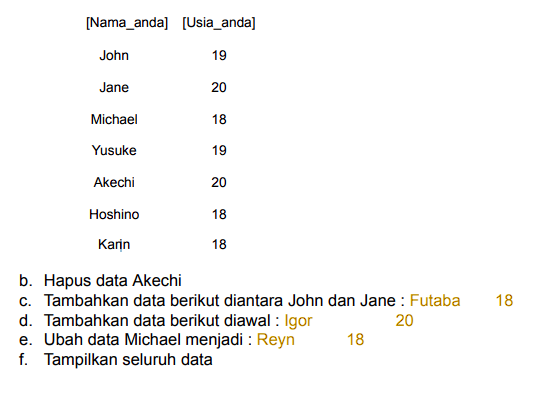 [Nama_anda] [Usia_anda]
John 19
Jane 20
Michael 18
Yusuke 19
Akechi 20
Hoshino 18
Karin 18
b. Hapus data Akechi
c. Tambahkan data berikut diantara John dan Jane : Futaba 18
d. Tambahkan data berikut diawal : Igor 20
e. Ubah data Michael menjadi : Reyn 18
f. Tampilkan seluruh data